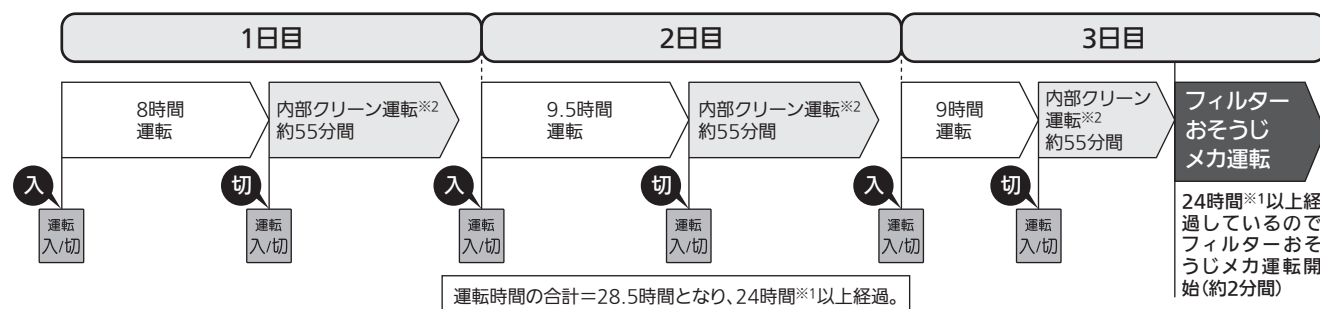 1日目
2日目
3日目
8時間
運転
内部クリーン運転※2
約55分間
9.5時間
運転
内部クリーン運転※2
約55分間
9時間
運転
内部クリーン
運転※2
約55分間
フィルター
おそうじ
メカ運転
入
切
入
切
入
切
運転
入/切
運転
入/切
運転
入/切
運転
入/切
運転
入/切
運転
入/切
24時間※1以上経
過しているので
フィルターおそ
うじメカ運転開
始(約2分間)
運転時間の合計=28.5時間となり、24時間※1以上経過。